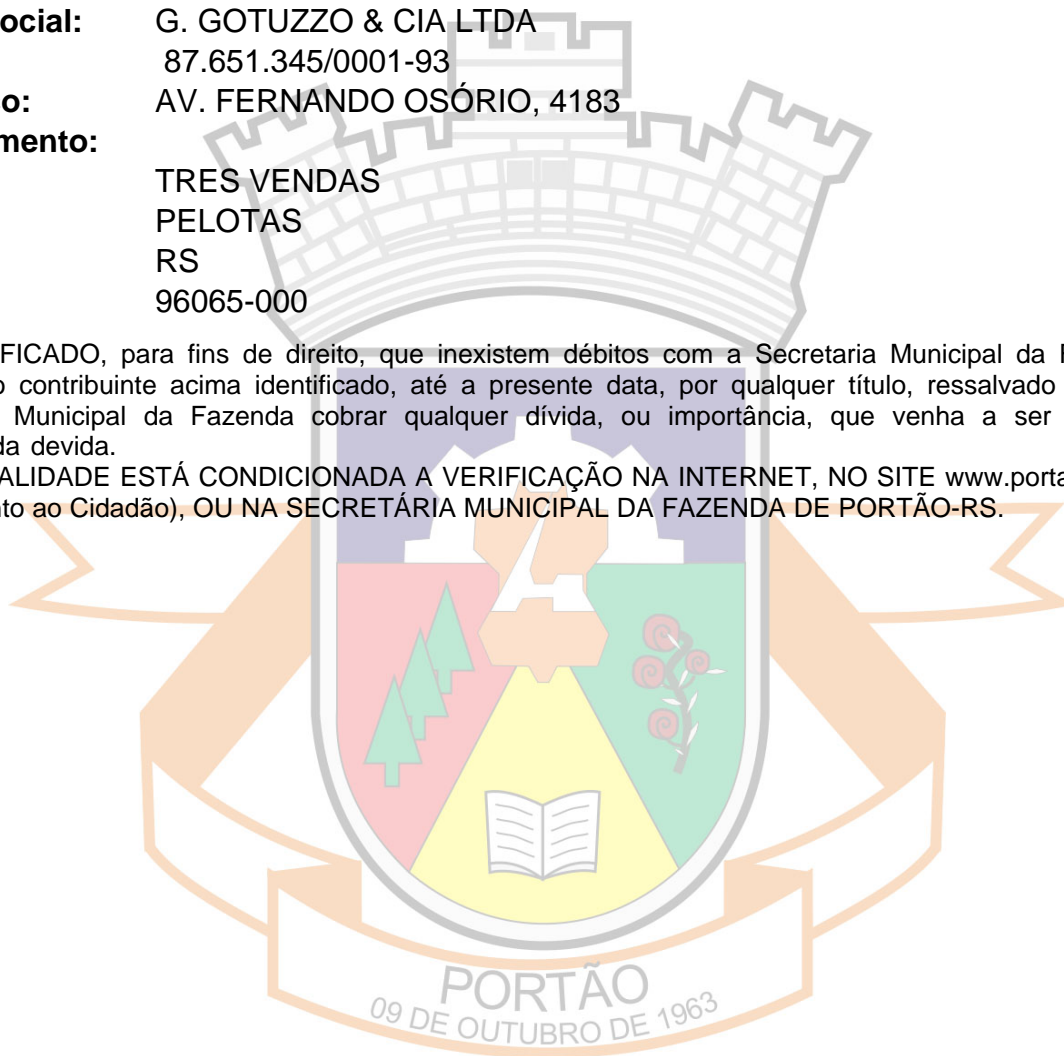 ocial: G. GOTUZZO & CIA LTDA
87.651.345/0001-93
o: AV. FERNANDO OSÓRIO, 4183
mento:
TRES VENDAS
PELOTAS
RS
96065-000
FICADO, para fins de direito, que inexistem débitos com a Secretaria Municipal da
o contribuinte acima identificado, até a presente data, por qualquer título, ressalvado
Municipal da Fazenda cobrar qualquer dívida, ou importância, que venha a ser
da devida.
ALIDADE ESTÁ CONDICIONADA A VERIFICAÇÃO NA INTERNET, NO SITE www.porta
nto ao Cidadão), OU NA SECRETÁRIA MUNICIPAL DA FAZENDA DE PORTÃO-RS.
PORTÃO
09 DE OUTUBRO DE 1963